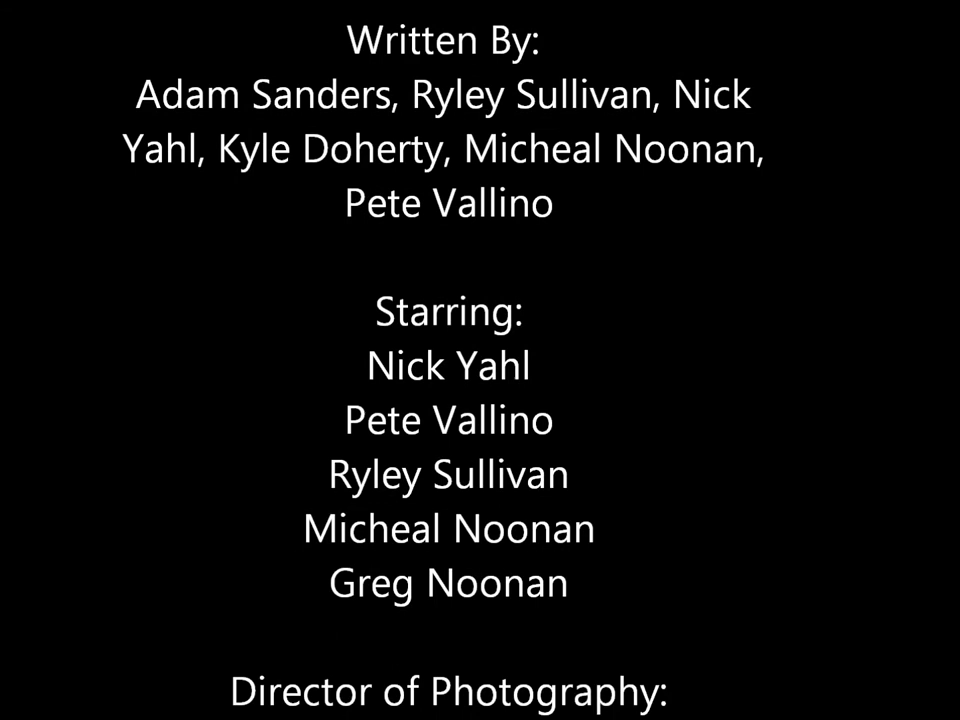 Written By:
Adam Sanders, Ryley Sullivan, Nick
Yahl, Kyle Doherty, Micheal Noonan,
Pete Vallino
Starring:
Nick Yahl
Pete Vallino
Ryley Sullivan
Micheal Noonan
Greg Noonan
Director of Photography: